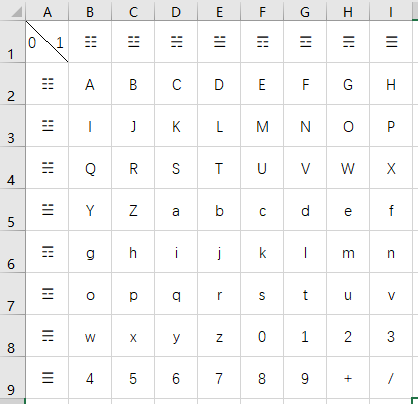 A B C D E F G H I
1 0 1 ☷ ☳ ☵ ☱ ☶ ☲ ☴ ☰
2 ☷ A B C D E F G H
3 ☳ I J K L M N O P
4 ☵ Q R S T U V W X
5 ☱ Y Z a b c d e f
6 ☶ g h i j k l m n
7 ☲ o p q r s t u v
8 ☴ w x y z 0 1 2 3
9 ☰ 4 5 6 7 8 9 + /